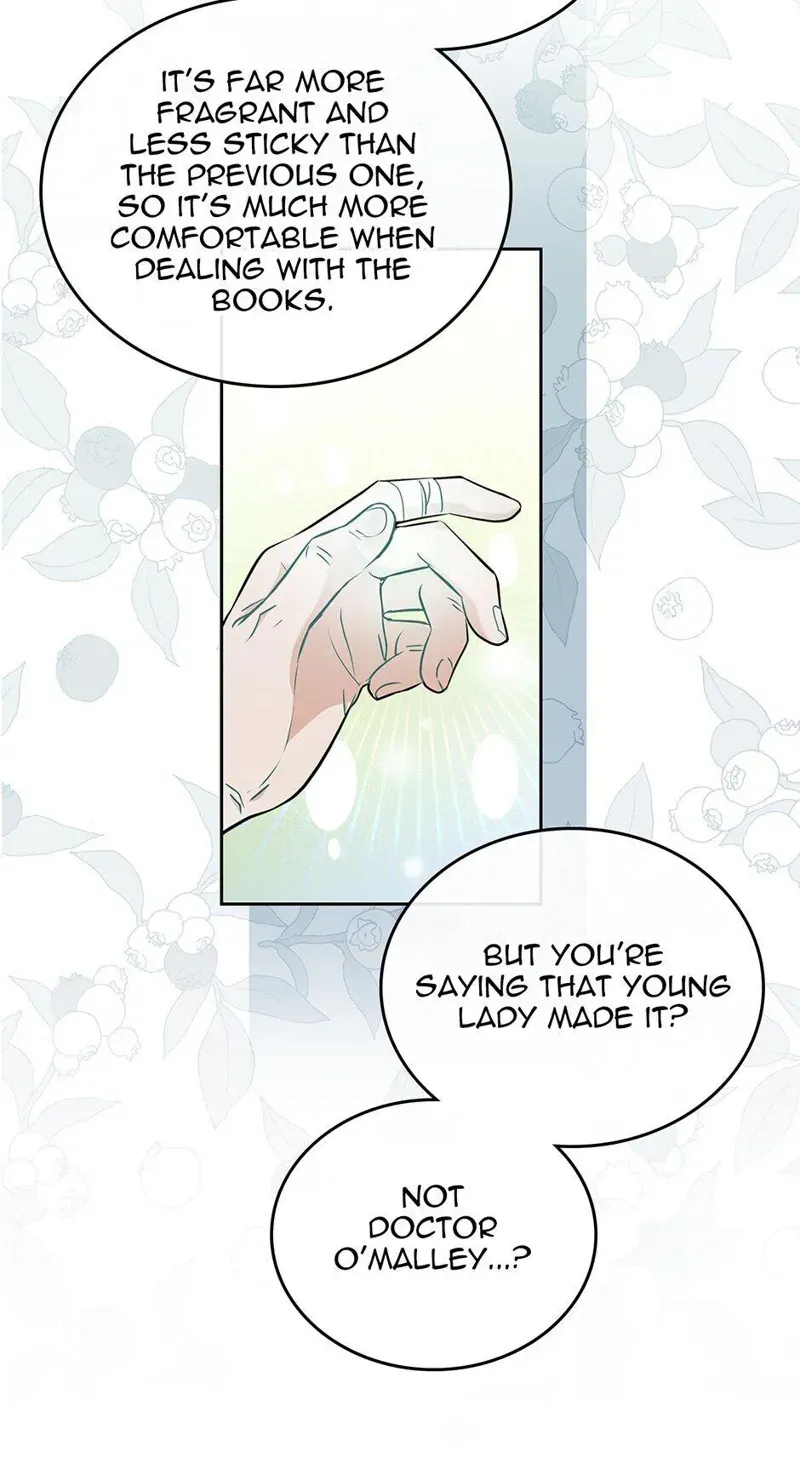 IT'S FAR MORE
FRAGRANT AND
LESS STICKY THAN
THE PREVIOUS ONE,
SO IT'S MUCH MORE
COMFORTABLE WHEN
DEALING WITH THE
BOOKS.
BUT YOU'RE
SAYING THAT YOUNG
LADY MADE IT?
NOT
DOCTOR
O'MALLEY...?